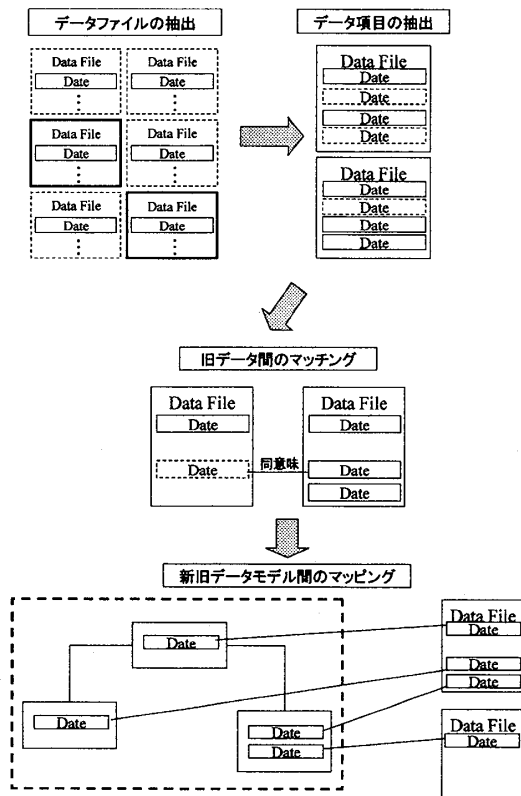 データファイルの抽出
Data File
Date
Data File
Date
Data File
Date
Data File
Date
Data File
Date
Data File
Date
データ項目の抽出
Data File
Date
Date
Date
Date
Data File
Date
Date
Date
Date
旧データ間のマッチング
Data File
Date
Date
同意味
Data File
Date
Date
Date
新旧データモデル間のマッピング
Date
Date
Date
Date
Data File
Date
Date
Date
Data File
Date